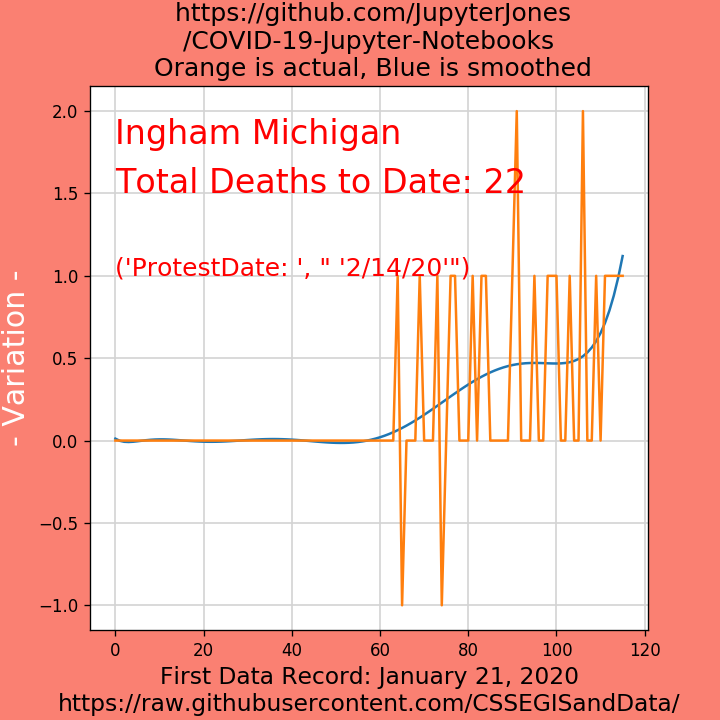 https://github.com/JupyterJones
/COVID-19-Jupyter-Notebooks
Orange is actual, Blue is smoothed
Ingham Michigan
Total Deaths to Date: 22
('ProtestDate: ', " '2/14/20'")
- Variation -
2.0
1.5
1.0
0.5
0.0
−0.5
−1.0
0 20 40 60 80 100 120
First Data Record: January 21, 2020
https://raw.githubusercontent.com/CSSEGISandData/